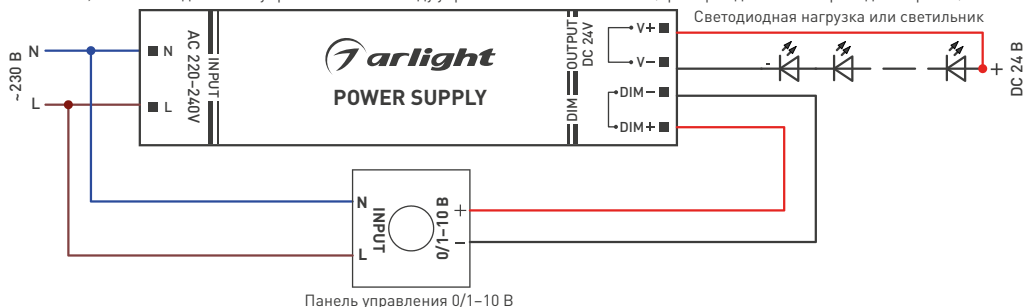 Светодиодная нагрузка или светильник
~230 В
N
L
N
L
AC 220-240V
INPUT
arlight
POWER SUPPLY
OUTPUT
DC 24V
DIM
V+
V-
DIM-
DIM+
-
+
DC 24 В
N
L
INPUT
0/1-10 В
+
-
Панель управления 0/1-10 В